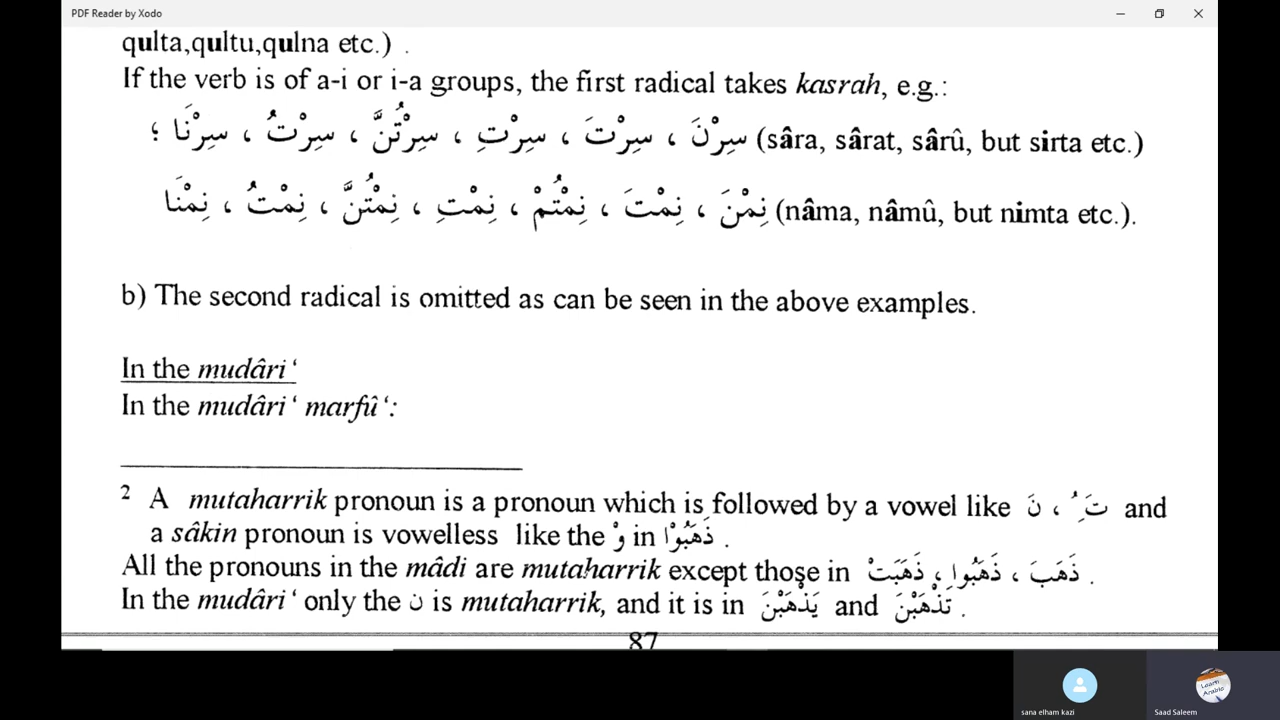 PDF Reader by Xodo
qulta,qultu,qulna etc.) .
If the verb is of a-i or i-a groups, the first radical takes kasrah, e.g.:
سِرْنَ ، سِرْتَ ، سِرْتِ ، سِرْتُنَّ ، سِرْتُ ، سِرْنَا ؛ (sâra, sârat, sârû, but sirta etc.)
نِمْنَ ، نِمْتَ ، نِمْتُمْ ، نِمْتِ ، نِمْتُنَّ ، نِمْتُ ، نِمْنَا (nâma, nâmû, but nimta etc.).
b) The second radical is omitted as can be seen in the above examples.
In the mudâri‘
In the mudâri‘ marfû‘:
2 A mutaharrik pronoun is a pronoun which is followed by a vowel like تَُِ ، نَ and
a sâkin pronoun is vowelless like the وْ in ذَهَبُوْا .
All the pronouns in the mâdi are mutaharrik except those in ذَهَبَ ، ذَهَبُوا ، ذَهَبَتْ .
In the mudâri‘ only the ن is mutaharrik, and it is in يَذْهَبْنَ and تَذْهَبْنَ .
87
sana elham kazi
Learn Arabic
Saad Saleem